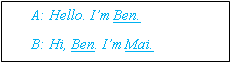 A: Hello. I'm Ben.
B: Hi, Ben. I'm Mai.